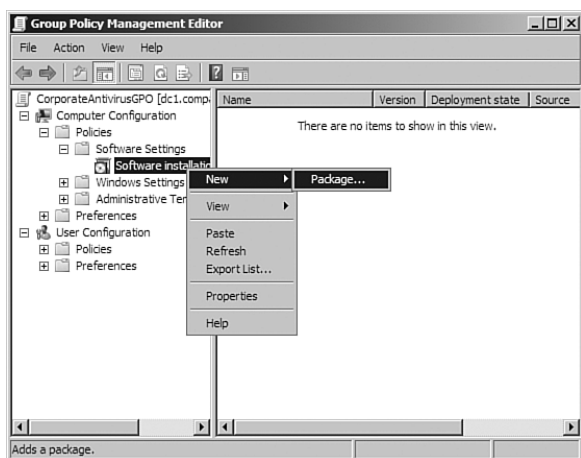 Group Policy Management Editor
File Action View Help
CorporateAntivirusGPO [dc1.comp
Name Version Deployment state Source
There are no items to show in this view.
Computer Configuration
Policies
Software Settings
Software installatio
Windows Settings
Administrative Ter
Preferences
User Configuration
Policies
Preferences
New
Package...
View
Paste
Refresh
Export List...
Properties
Help
Adds a package.